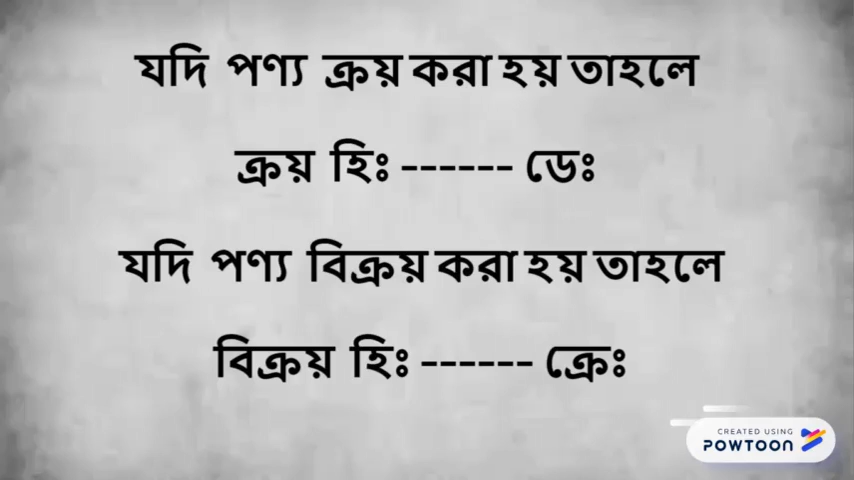 যদি পণ্য ক্রয় করা হয় তাহলে
ক্রয় হিঃ ------ ডেঃ
যদি পণ্য বিক্রয় করা হয় তাহলে
বিক্রয় হিঃ ------ ক্রেঃ
CREATED USING
POWTOON